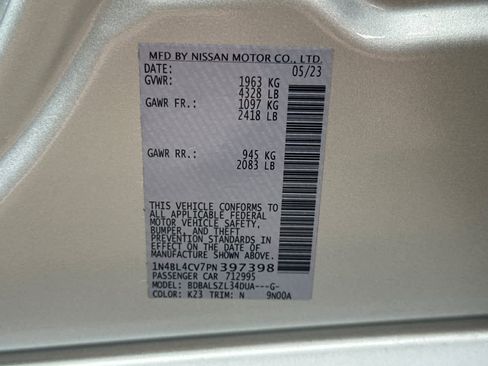 MFD BY NISSAN MOTOR CO., LTD.
DATE: 05/23
GVWR: 1963 KG
4328 LB
GAWR FR.: 1097 KG
2418 LB
GAWR RR.: 945 KG
2083 LB
THIS VEHICLE CONFORMS TO
ALL APPLICABLE FEDERAL
MOTOR VEHICLE SAFETY,
BUMPER, AND THEFT
PREVENTION STANDARDS IN
EFFECT ON THE DATE OF
MANUFACTURE SHOWN ABOVE.
1N4BL4CV7PN397398
PASSENGER CAR 712995
MODEL: BDBALSZL34DUA---G-
COLOR: K23 TRIM: N 9N00A